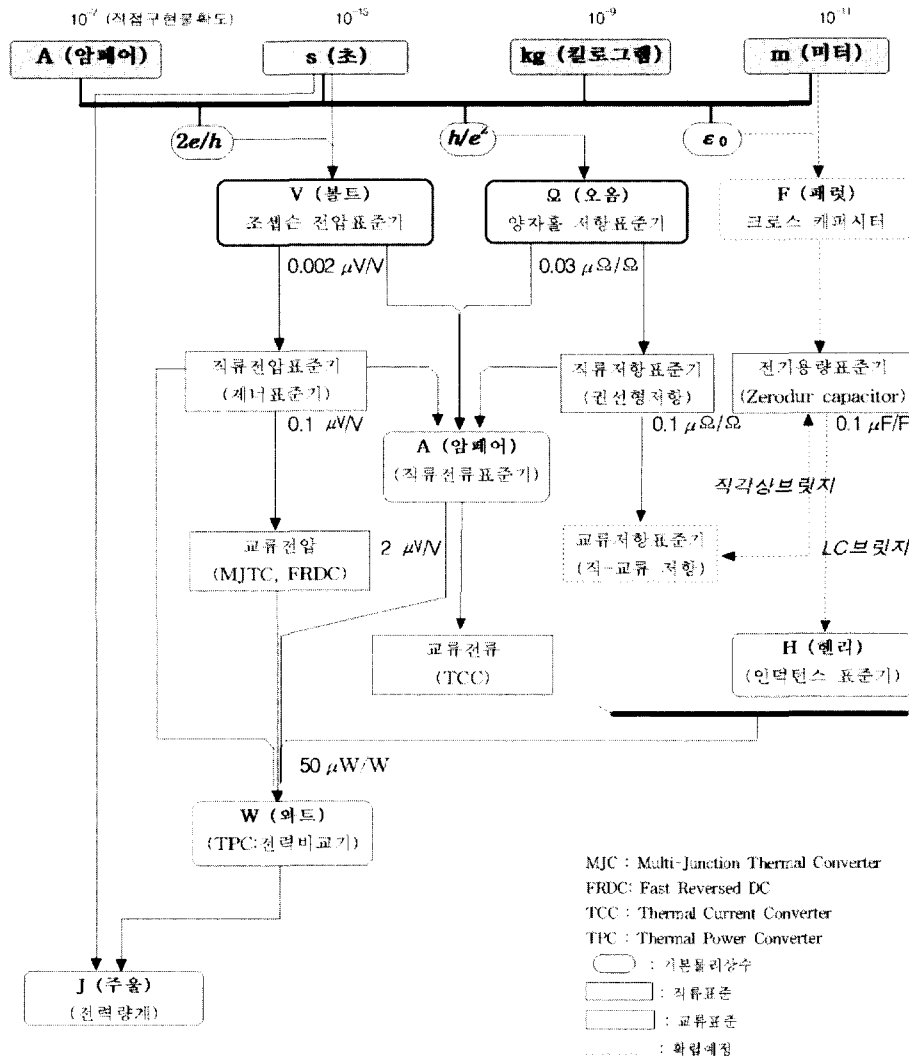 10⁻⁷ (직접구현불확도)
10⁻¹⁵
10⁻⁹
10⁻¹¹
A (암페어)
s (초)
kg (킬로그램)
m (미터)
2e/h
h/e²
ε₀
V (볼트)
조셉슨 전압표준기
Ω (오옴)
양자홀 저항표준기
F (패럿)
크로스 캐패시터
0.002 μV/V
0.03 μΩ/Ω
직류전압표준기
(제너표준기)
직류저항표준기
(권선형저항)
전기용량표준기
(Zerodur capacitor)
0.1 μV/V
0.1 μΩ/Ω
0.1 μF/F
A (암페어)
(직류전류표준기)
직각상브릿지
교류전압
(MJTC, FRDC)
2 μV/V
교류저항표준기
(직-교류 저항)
LC브릿지
교류전류
(TCC)
H (헨리)
(인덕턴스 표준기)
50 μW/W
W (와트)
(TPC:전력비교기)
MJC : Multi-Junction Thermal Converter
FRDC: Fast Reversed DC
TCC : Thermal Current Converter
TPC : Thermal Power Converter
: 기본물리상수
: 직류표준
: 교류표준
: 확립예정
J (주울)
(전력량계)